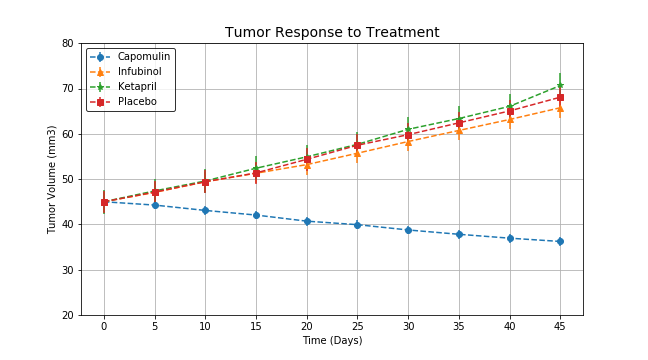 Tumor Response to Treatment
80
70
60
50
40
30
20
Tumor Volume (mm3)
Capomulin
Infubinol
Ketapril
Placebo
0 5 10 15 20 25 30 35 40 45
Time (Days)